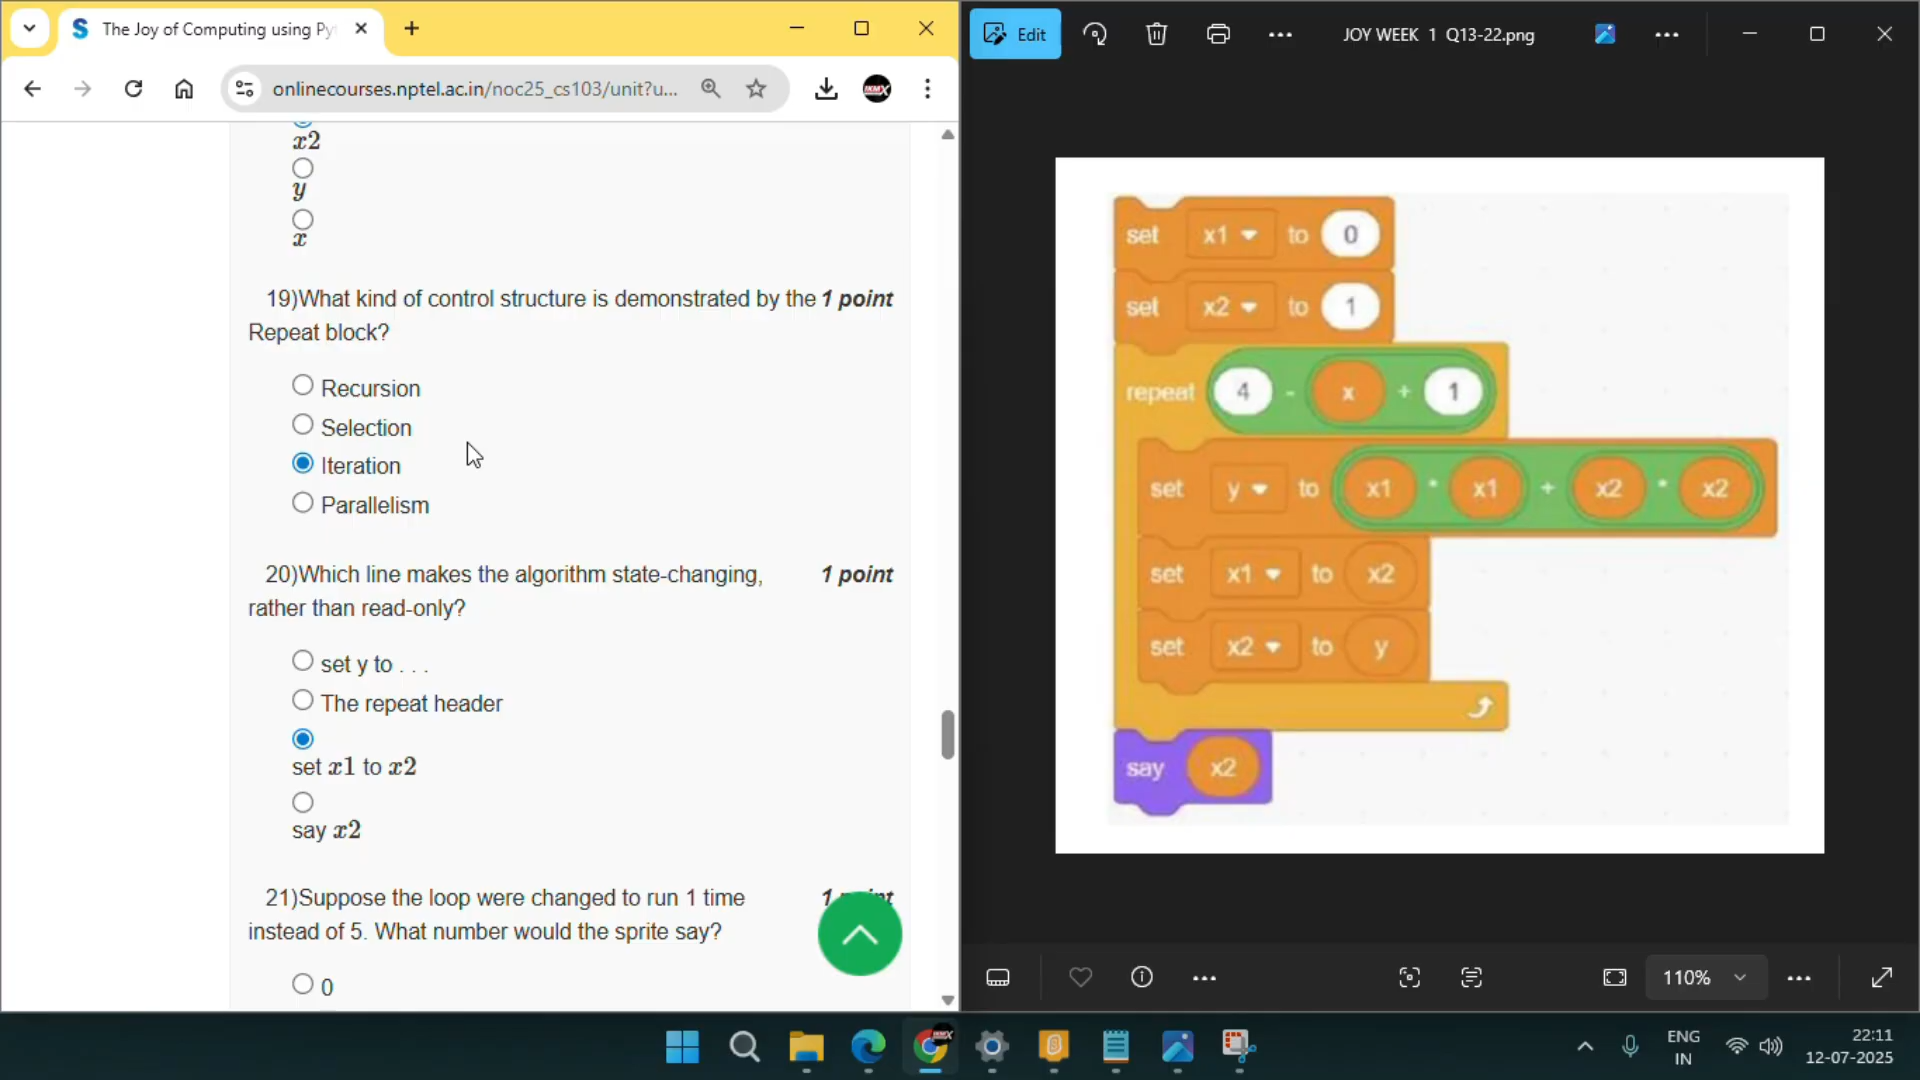 The Joy of Computing using Py
onlinecourses.nptel.ac.in/noc25_cs103/unit?u...
x2
y
x
19)What kind of control structure is demonstrated by the 1 point
Repeat block?
Recursion
Selection
Iteration
Parallelism
20)Which line makes the algorithm state-changing, 1 point
rather than read-only?
set y to . . .
The repeat header
set x1 to x2
say x2
21)Suppose the loop were changed to run 1 time 1 point
instead of 5. What number would the sprite say?
0
Edit JOY WEEK 1 Q13-22.png
set x1 to 0
set x2 to 1
repeat 4 - x + 1
set y to x1 * x1 + x2 * x2
set x1 to x2
set x2 to y
say x2
110%
ENG
IN
22:11
12-07-2025